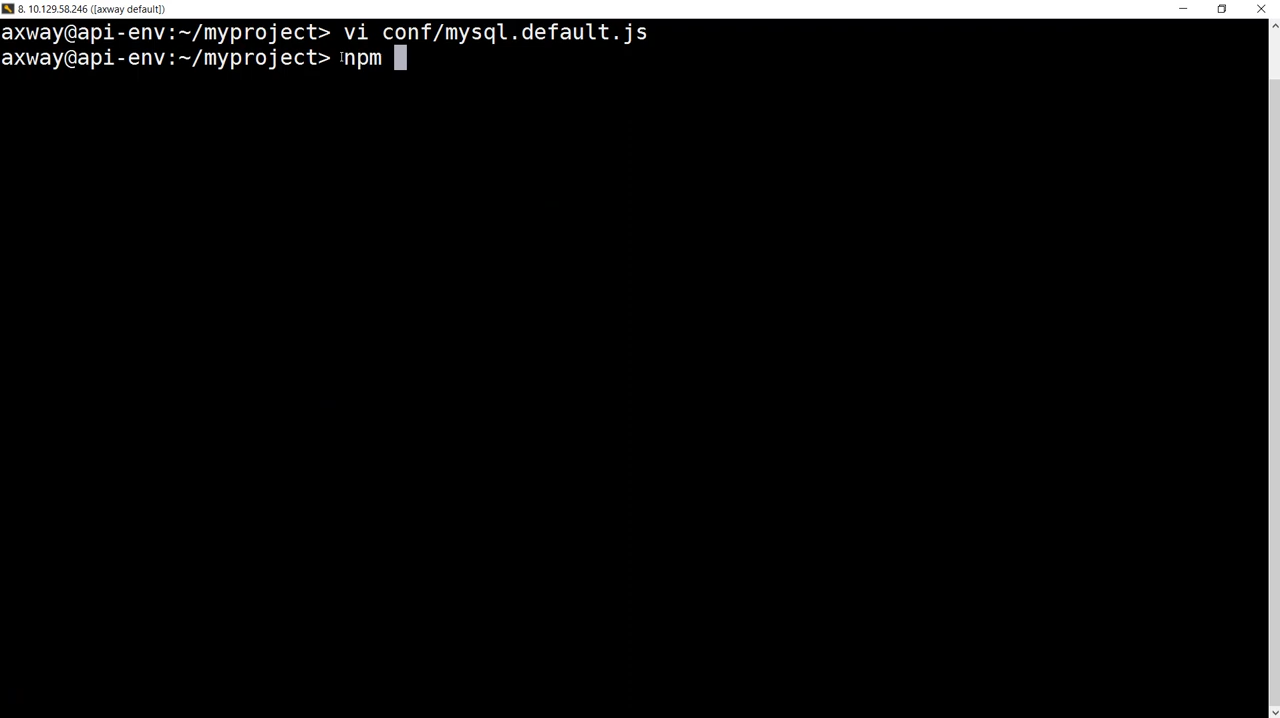 8. 10.129.58.246 ([axway default])
axway@api-env:~/myproject> vi conf/mysql.default.js
axway@api-env:~/myproject> npm